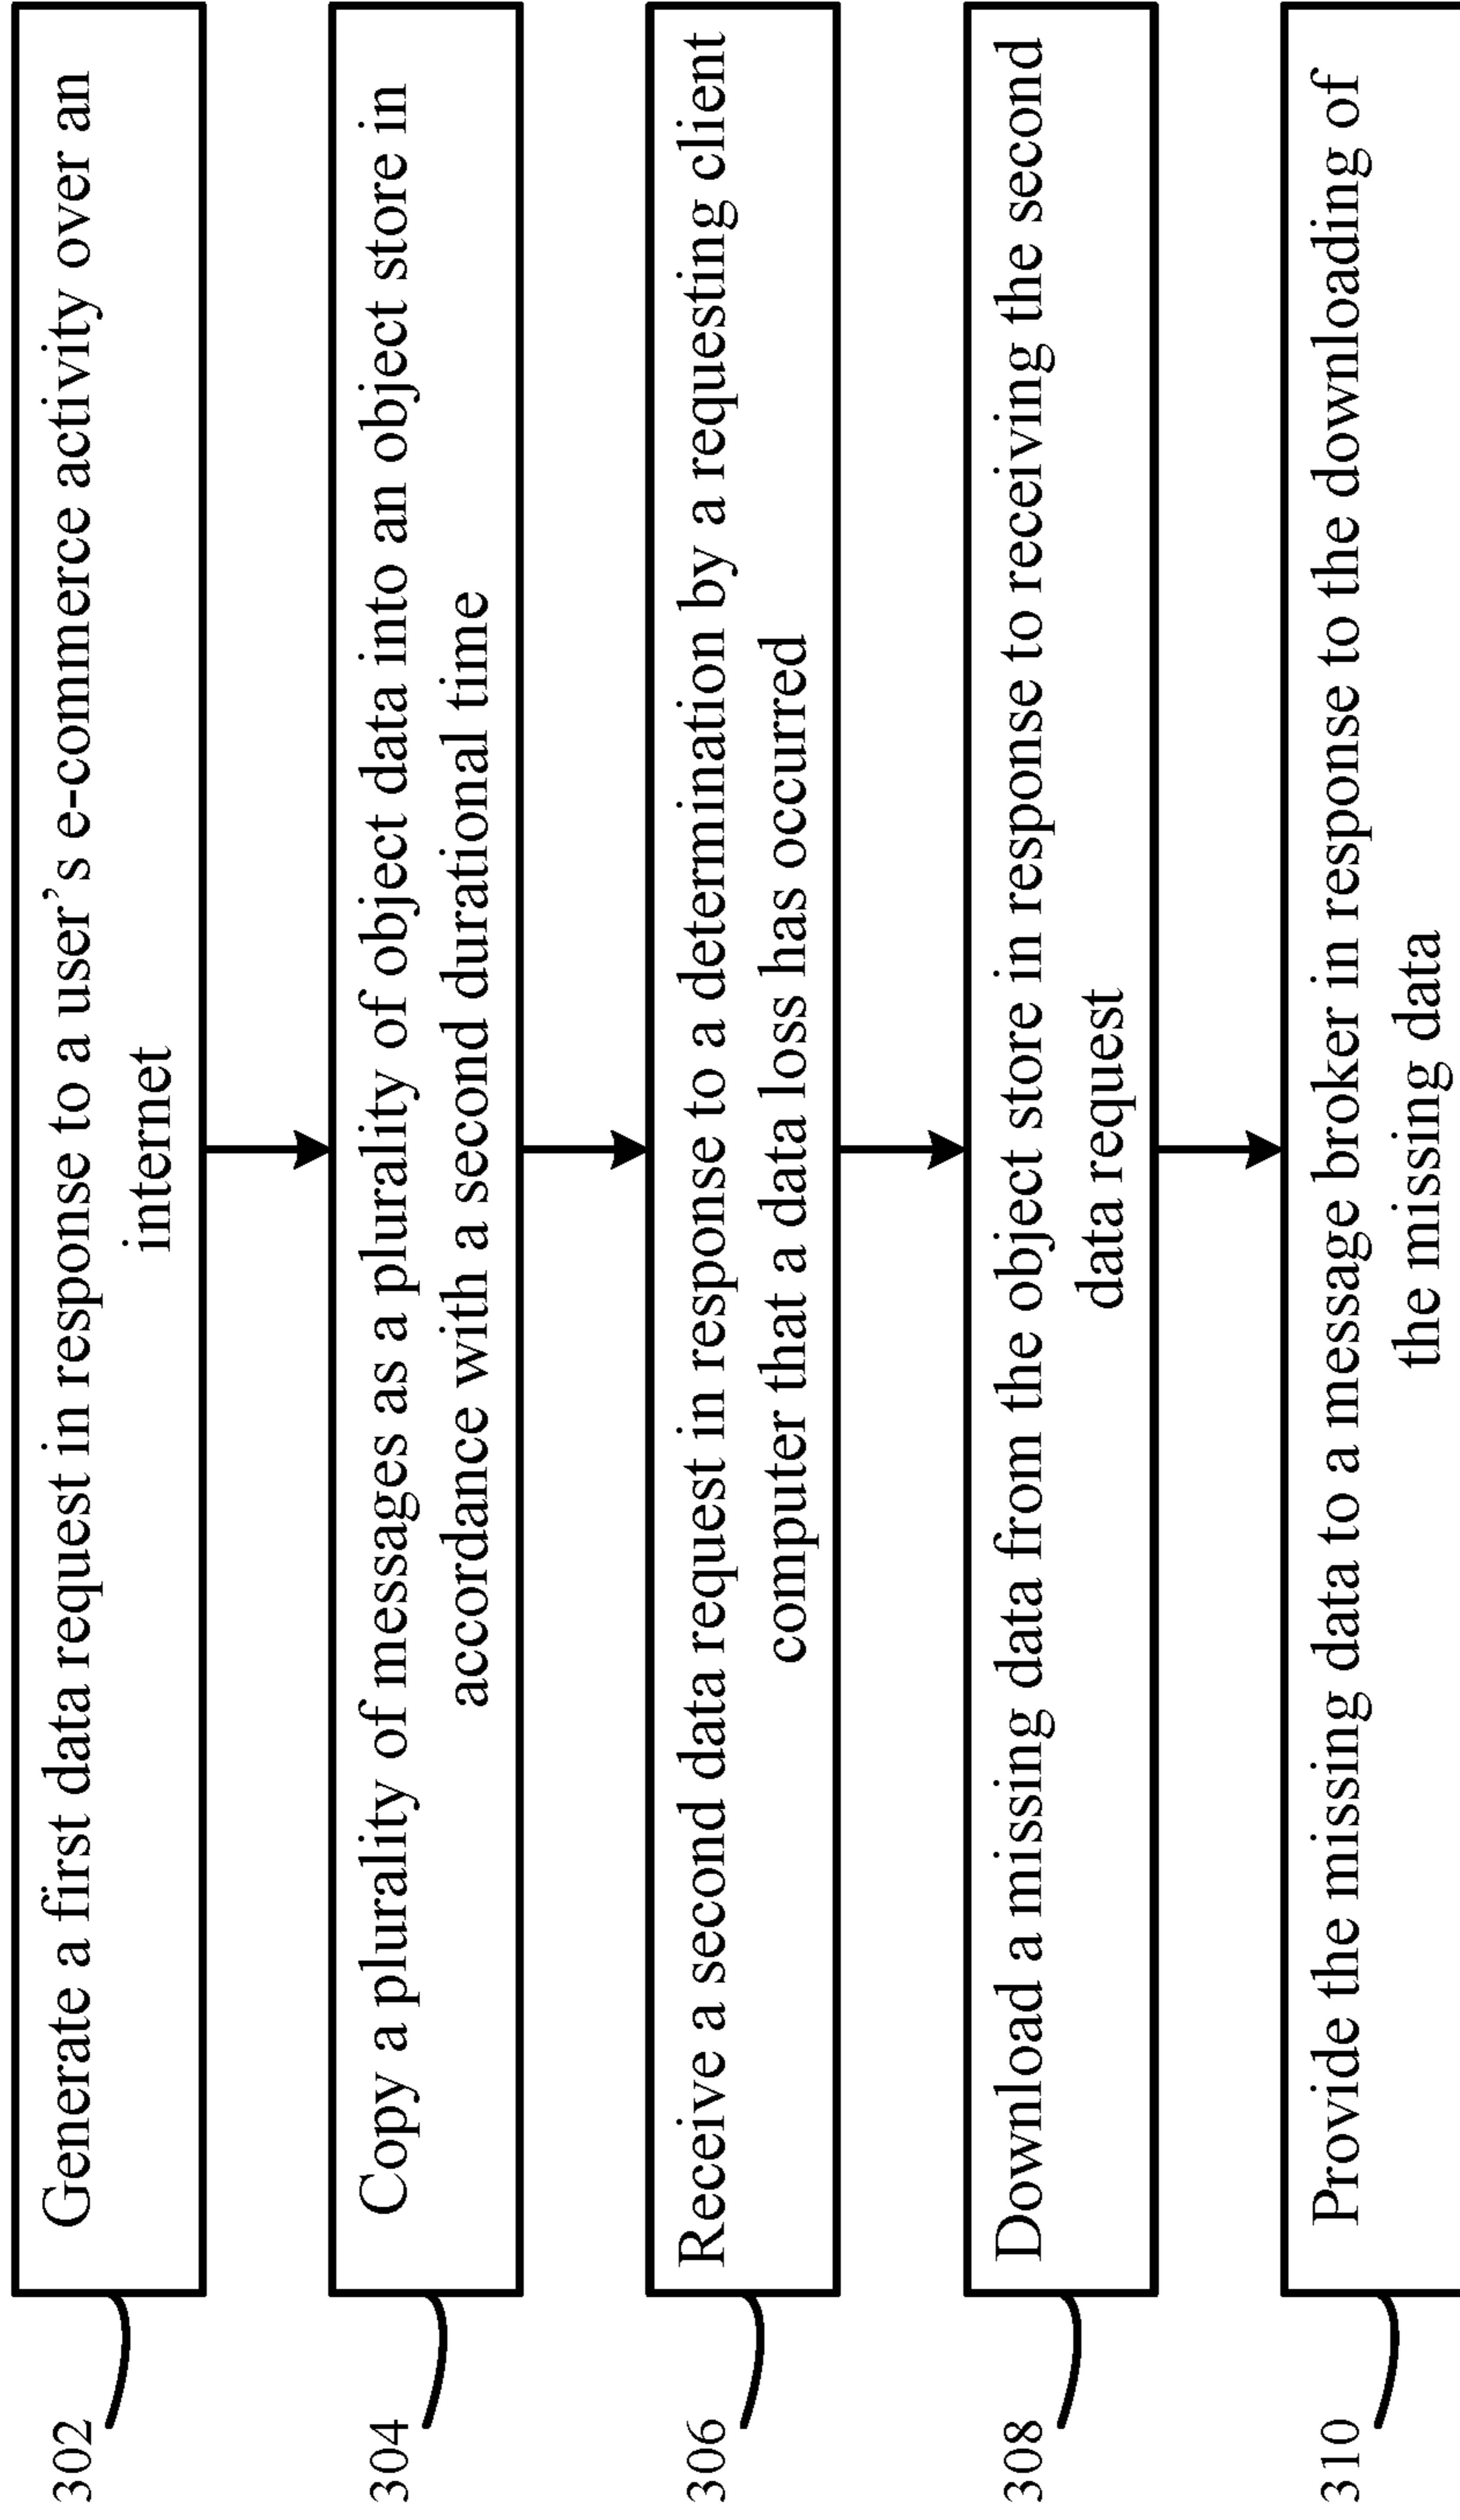 302
Generate a first data request in response to a user's e-commerce activity over an
internet
304
Copy a plurality of messages as a plurality of object data into an object store in
accordance with a second durational time
306
Receive a second data request in response to a determination by a requesting client
computer that a data loss has occurred
308
Download a missing data from the object store in response to receiving the second
data request
310
Provide the missing data to a message broker in response to the downloading of
the missing data